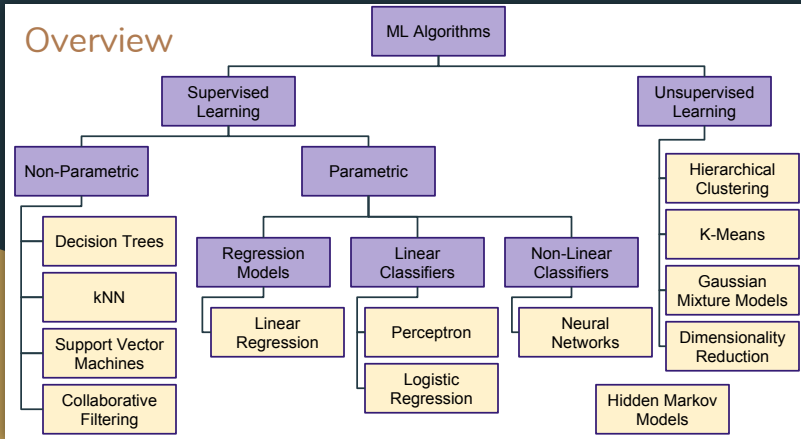 Overview
ML Algorithms
Supervised
Learning
Unsupervised
Learning
Non-Parametric
Parametric
Decision Trees
kNN
Support Vector
Machines
Collaborative
Filtering
Regression
Models
Linear
Regression
Linear
Classifiers
Perceptron
Logistic
Regression
Non-Linear
Classifiers
Neural
Networks
Hierarchical
Clustering
K-Means
Gaussian
Mixture Models
Dimensionality
Reduction
Hidden Markov
Models